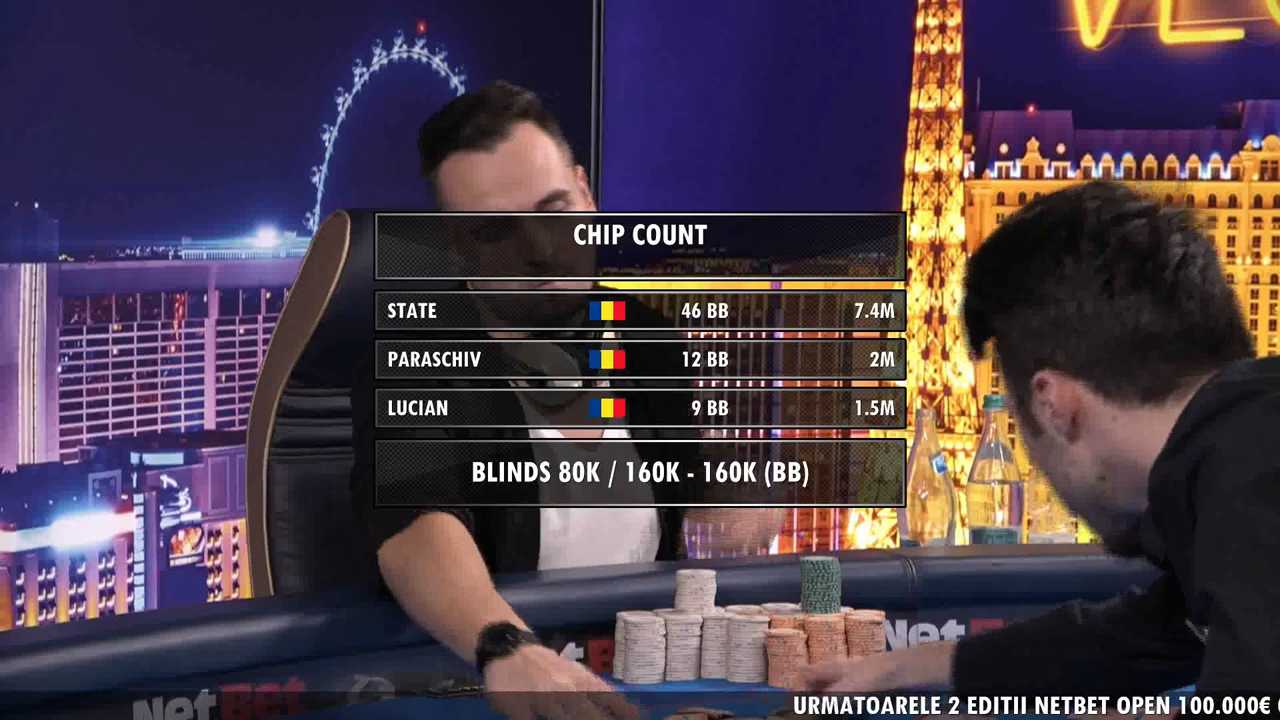 CHIP COUNT
STATE 46 BB 7.4M
PARASCHIV 12 BB 2M
LUCIAN 9 BB 1.5M
BLINDS 80K / 160K - 160K (BB)
NetBet
URMATOARELE 2 EDITII NETBET OPEN 100.000€